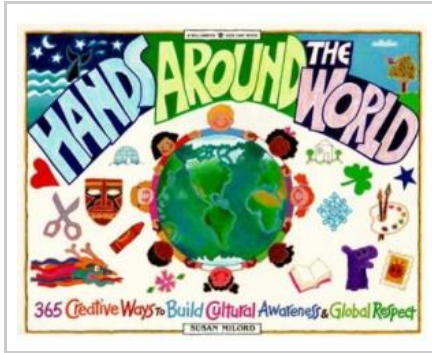 HANDS AROUND THE WORLD
365 Creative Ways to Build Cultural Awareness & Global Respect
SUSAN MILORD